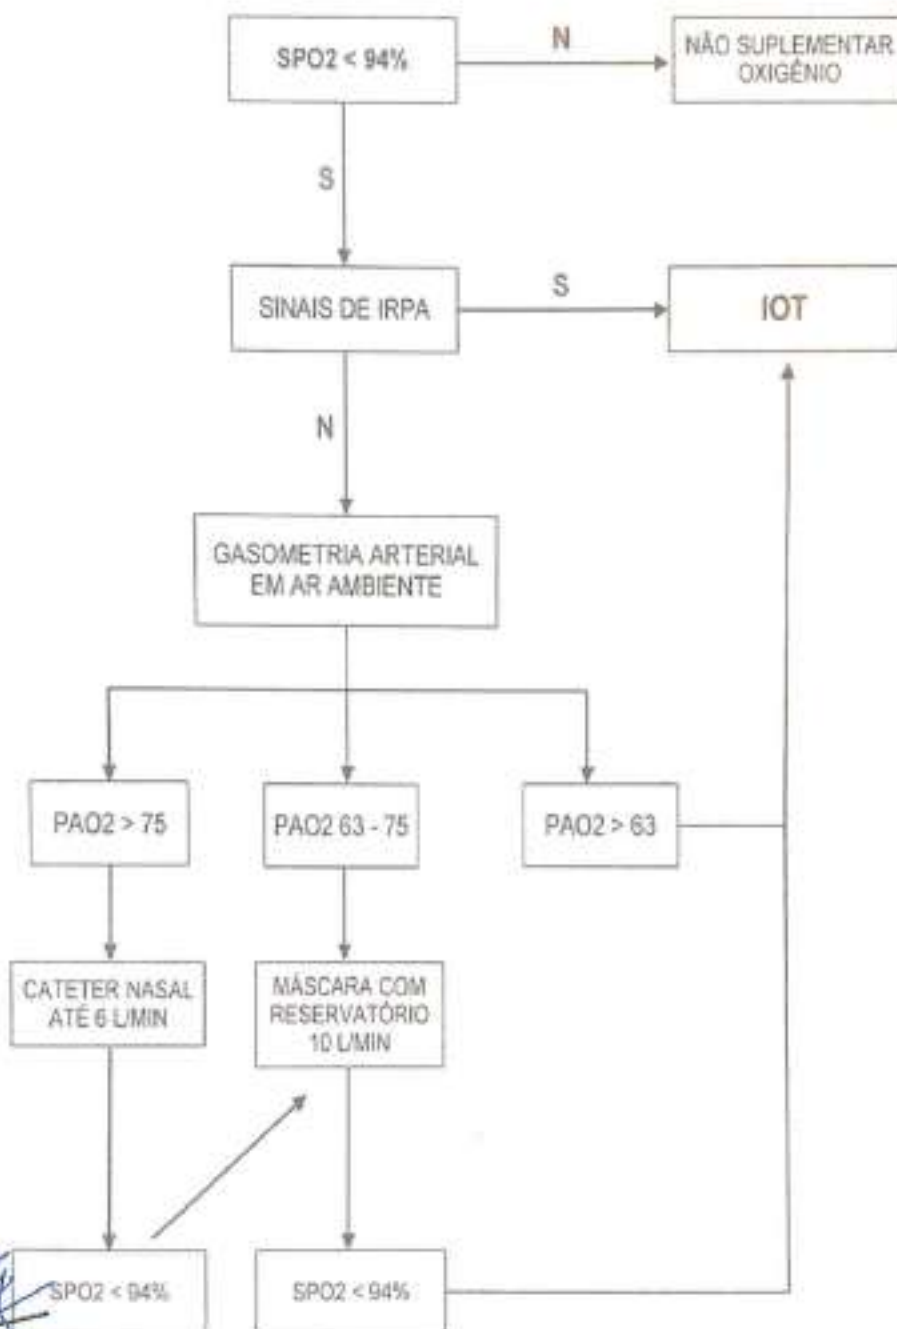 SPO2 < 94%
N
NÃO SUPLEMENTAR
OXIGÊNIO
S
SINAIS DE IRPA
S
IOT
N
GASOMETRIA ARTERIAL
EM AR AMBIENTE
PAO2 > 75
PAO2 63 - 75
PAO2 > 63
CATETER NASAL
ATÉ 6 L/MIN
MÁSCARA COM
RESERVATÓRIO
10 L/MIN
SPO2 < 94%
SPO2 < 94%